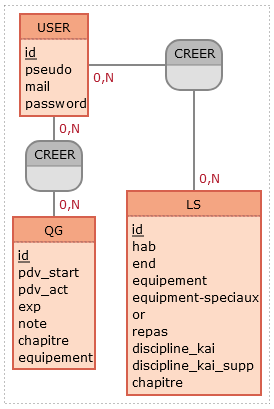 USER
id
pseudo
mail
password
0,N
CREER
0,N
CREER
0,N
0,N
QG
id
pdv_start
pdv_act
exp
note
chapitre
equipement
LS
id
hab
end
equipement
equipment-speciaux
or
repas
discipline_kai
discipline_kai_supp
chapitre